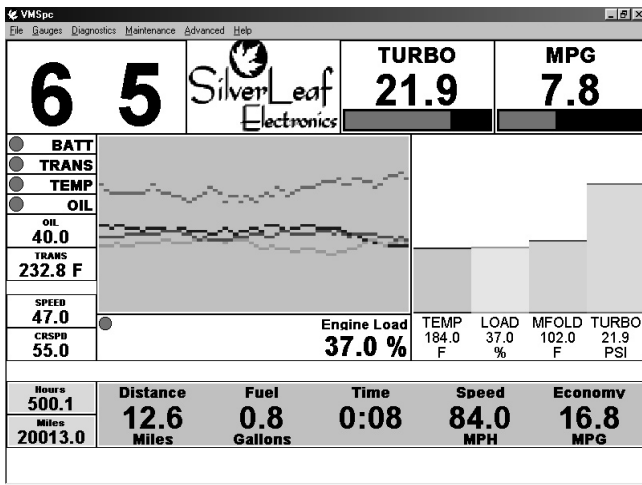 VMSpc
File Gauges Diagnostics Maintenance Advanced Help
6 5
SilverLeaf
Electronics
TURBO
21.9
MPG
7.8
BATT
TRANS
TEMP
OIL
OIL
40.0
TRANS
232.8 F
SPEED
47.0
CRSPD
55.0
Engine Load
37.0 %
TEMP LOAD MFOLD TURBO
184.0 37.0 102.0 21.9
F % F PSI
Hours
500.1
Miles
20013.0
Distance Fuel Time Speed Economy
12.6 0.8 0:08 84.0 16.8
Miles Gallons MPH MPG